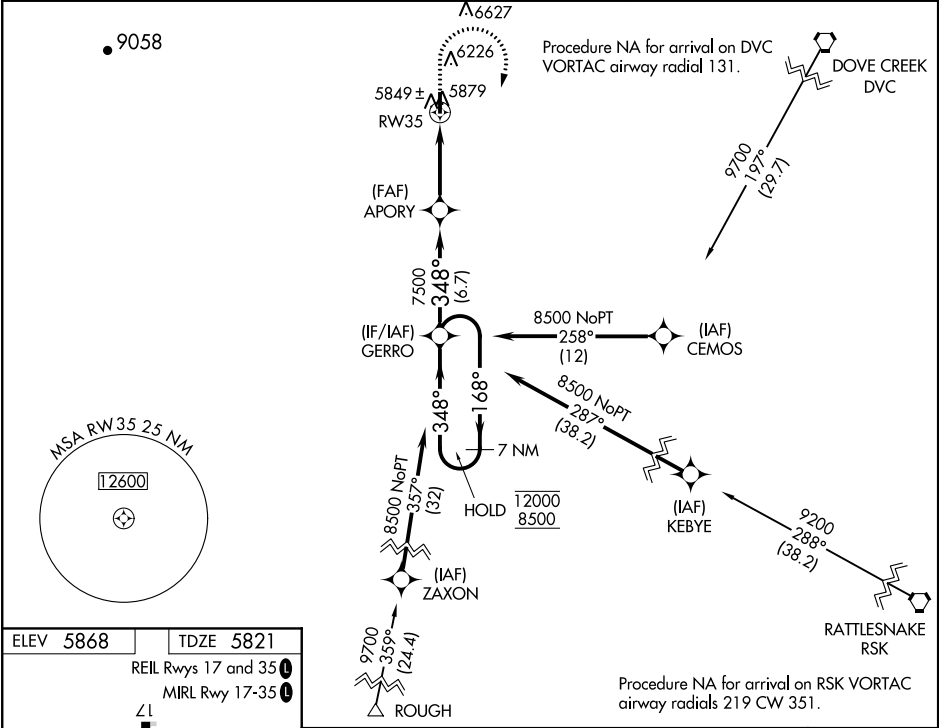 6627
9058
6226
Procedure NA for arrival on DVC
VORTAC airway radial 131.
DOVE CREEK
DVC
5849 ±
5879
RW35
9700
197°
(29.7)
(FAF)
APORY
7500
348°
(6.7)
(IF/IAF)
GERRO
8500 NoPT
258°
(12)
(IAF)
CEMOS
348°
168°
8500 NoPT
287°
(38.2)
MSA RW35 25 NM
12600
7 NM
8500 NoPT
357°
(32)
HOLD
12000
8500
(IAF)
KEBYE
9200
288°
(38.2)
(IAF)
ZAXON
RATTLESNAKE
RSK
ELEV 5868
TDZE 5821
REIL Rwys 17 and 35 L
MIRL Rwy 17-35 L
17
9700
359°
(24.4)
ROUGH
Procedure NA for arrival on RSK VORTAC
airway radials 219 CW 351.